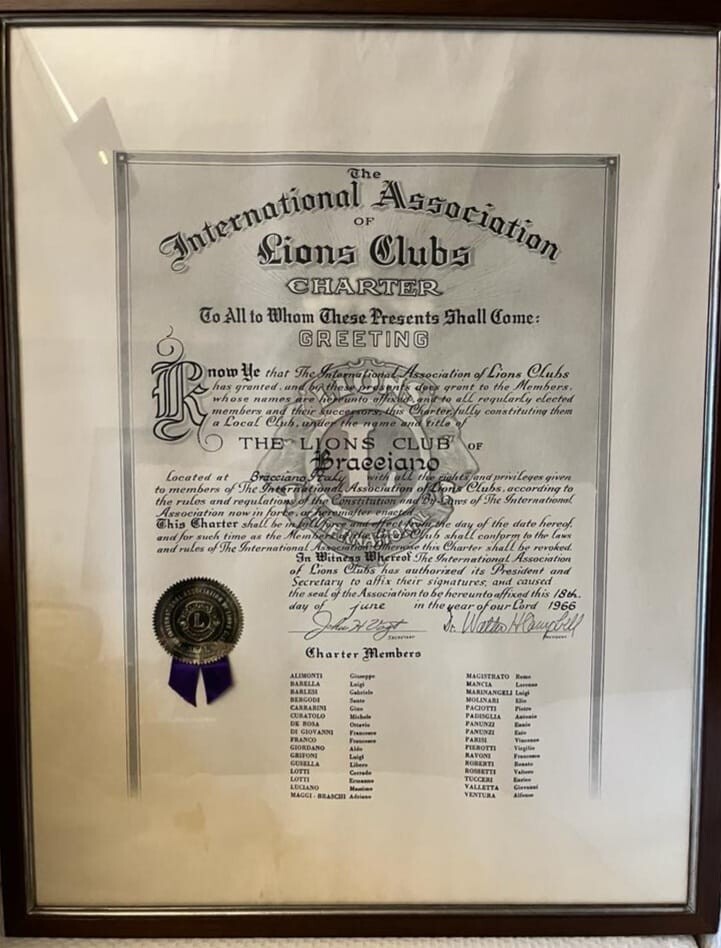 The
International Association
OF
Lions Clubs
CHARTER
To All to Whom These Presents Shall Come:
GREETING
Know Ye that The International Association of Lions Clubs
has granted, and by these presents does grant to the Members,
whose names are hereunto affixed, and to all regularly elected
members and their successors, this Charter, fully constituting them
a Local Club, under the name and title of
THE LIONS CLUB OF
Bracciano
Located at Bracciano Italy with all the rights and privileges given
to members of The International Association of Lions Clubs, according to
the rules and regulations of the Constitution and By-Laws of The International
Association now in force, or hereafter enacted.
This Charter shall be in full force and effect from the day of the date hereof,
and for such time as the Members of the Club shall conform to the laws
and rules of The International Association. Otherwise this Charter shall be revoked.
In Witness Whereof The International Association
of Lions Clubs has authorized its President and
Secretary to affix their signatures, and caused
the seal of the Association to be hereunto affixed this 18th.
day of june in the year of our Lord 1966
John H Vogt Dr. Walter H Campbell
SECRETARY PRESIDENT
Charter Members
ALIMONTI Giuseppe MAGISTRATO Remo
BABELLA Luigi MANCIA Lorenzo
BARLESI Gabriele MARINANGELI Luigi
BERGODI Sante MOLINARI Elio
CARRARINI Gino PACIOTTI Pietro
CURATOLO Michele PADISGLIA Antonio
DE ROSA Ottavio PANUNZI Ennio
DI GIOVANNI Francesco PANUNZI Ezio
FRANCO Francesco PARISI Vincenzo
GIORDANO Aldo PIEROTTI Virgilio
GRIFONI Luigi RAVONI Francesco
GUSELLA Libero ROBERTI Renato
LOTTI Corrado ROSSETTI Valtero
LOTTI Ermanno TUCCERI Enrico
LUCIANO Massimo VALLETTA Giovanni
MAGGI - BRASCHI Adriano VENTURA Alfonso